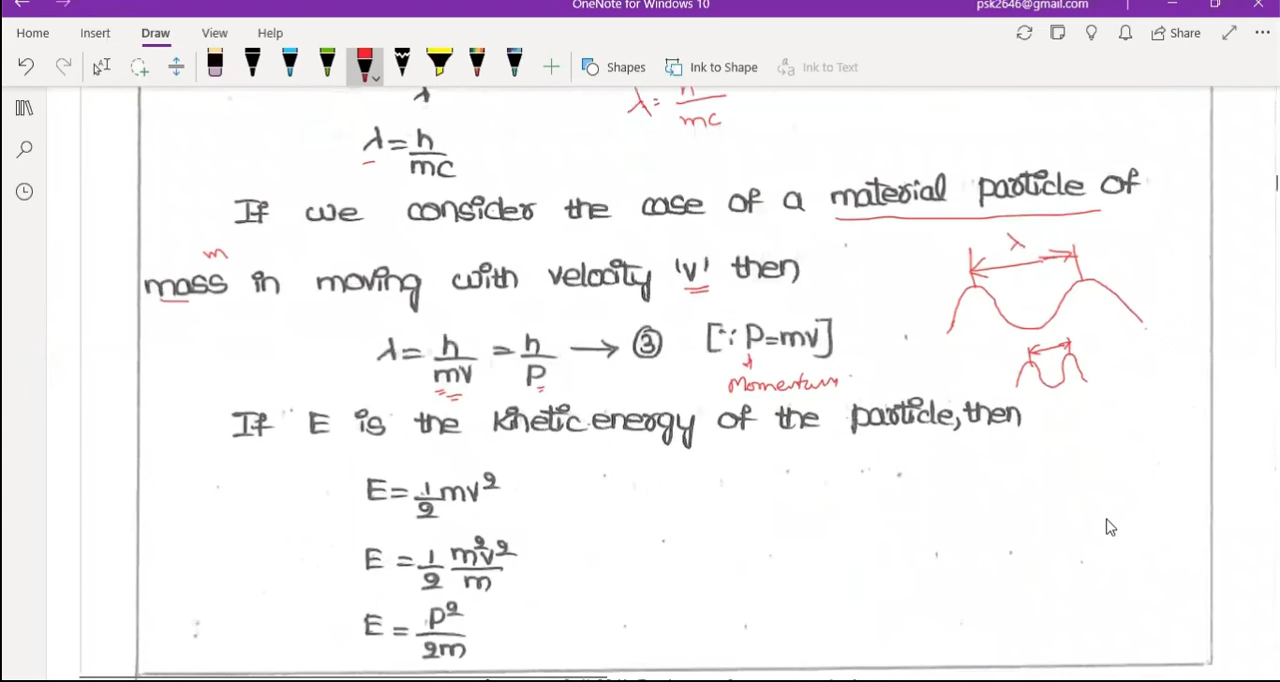 OneNote for Windows 10
psk2646@gmail.com
Home Insert Draw View Help
Share
Shapes Ink to Shape Ink to Text
λ λ = h/mc
λ = h/mc
If we consider the case of a material particle of
m λ
mass in moving with velocity 'v' then
λ = h/mv = h/P → ③ [∵ P=mv]
Momentum
If E is the kinetic energy of the particle, then
E = 1/2 mv²
E = 1/2 m²v²/m
E = P²/2m